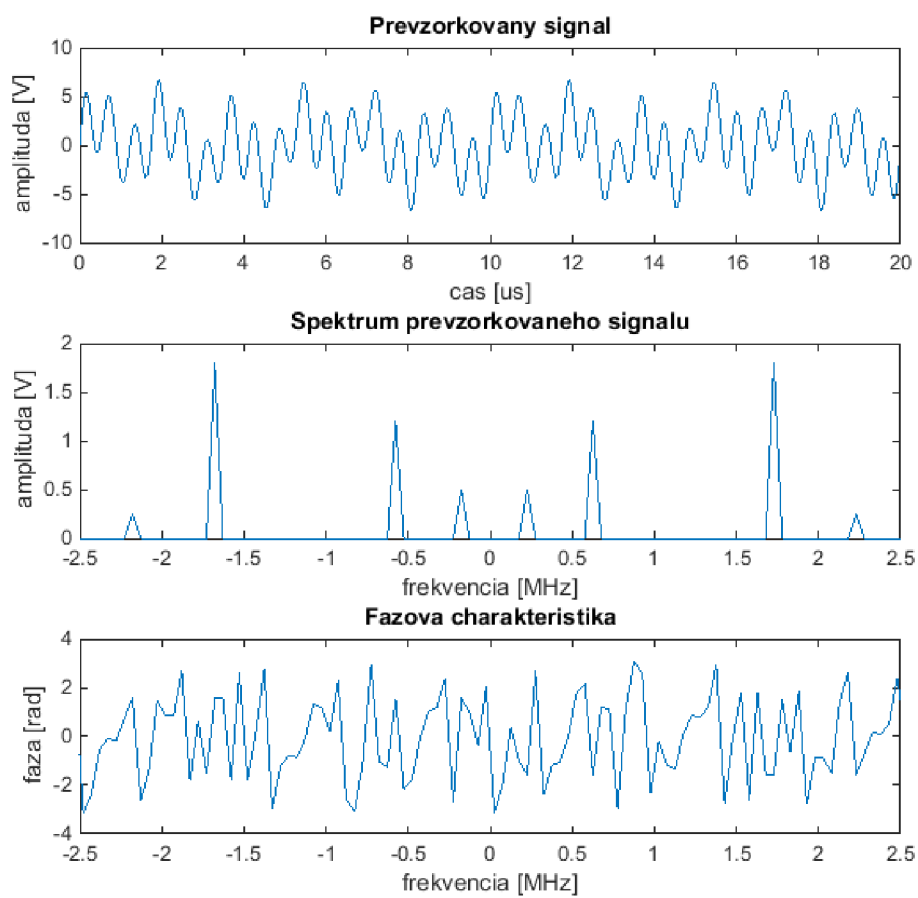 Prevzorkovany signal
amplituda [V]
10
5
0
-5
-10
0 2 4 6 8 10 12 14 16 18 20
cas [us]
Spektrum prevzorkovaneho signalu
amplituda [V]
2
1.5
1
0.5
0
-2.5 -2 -1.5 -1 -0.5 0 0.5 1 1.5 2 2.5
frekvencia [MHz]
Fazova charakteristika
faza [rad]
4
2
0
-2
-4
-2.5 -2 -1.5 -1 -0.5 0 0.5 1 1.5 2 2.5
frekvencia [MHz]